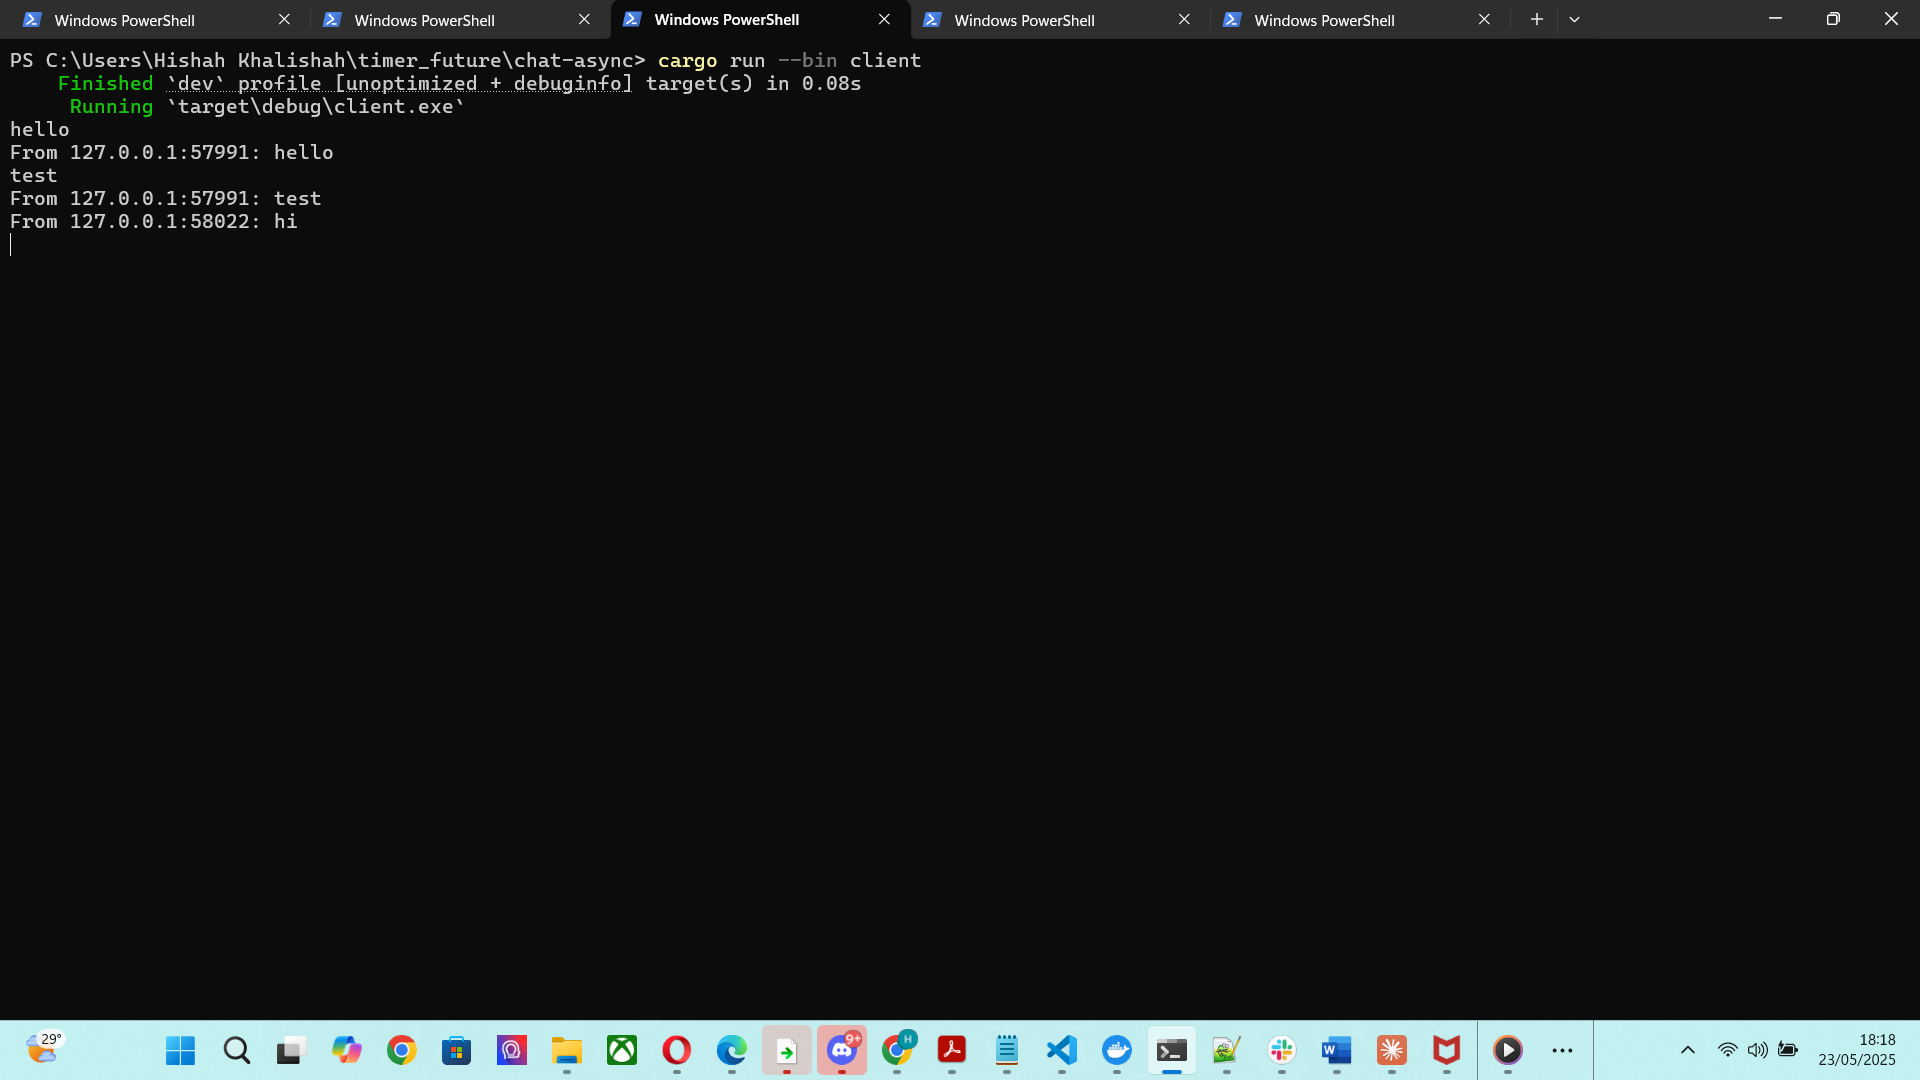 Windows PowerShell
Windows PowerShell
Windows PowerShell
Windows PowerShell
Windows PowerShell
PS C:\Users\Hishah Khalishah\timer_future\chat-async> cargo run --bin client
    Finished `dev` profile [unoptimized + debuginfo] target(s) in 0.08s
     Running `target\debug\client.exe`
hello
From 127.0.0.1:57991: hello
test
From 127.0.0.1:57991: test
From 127.0.0.1:58022: hi
29°
9+
H
W
18:18
23/05/2025